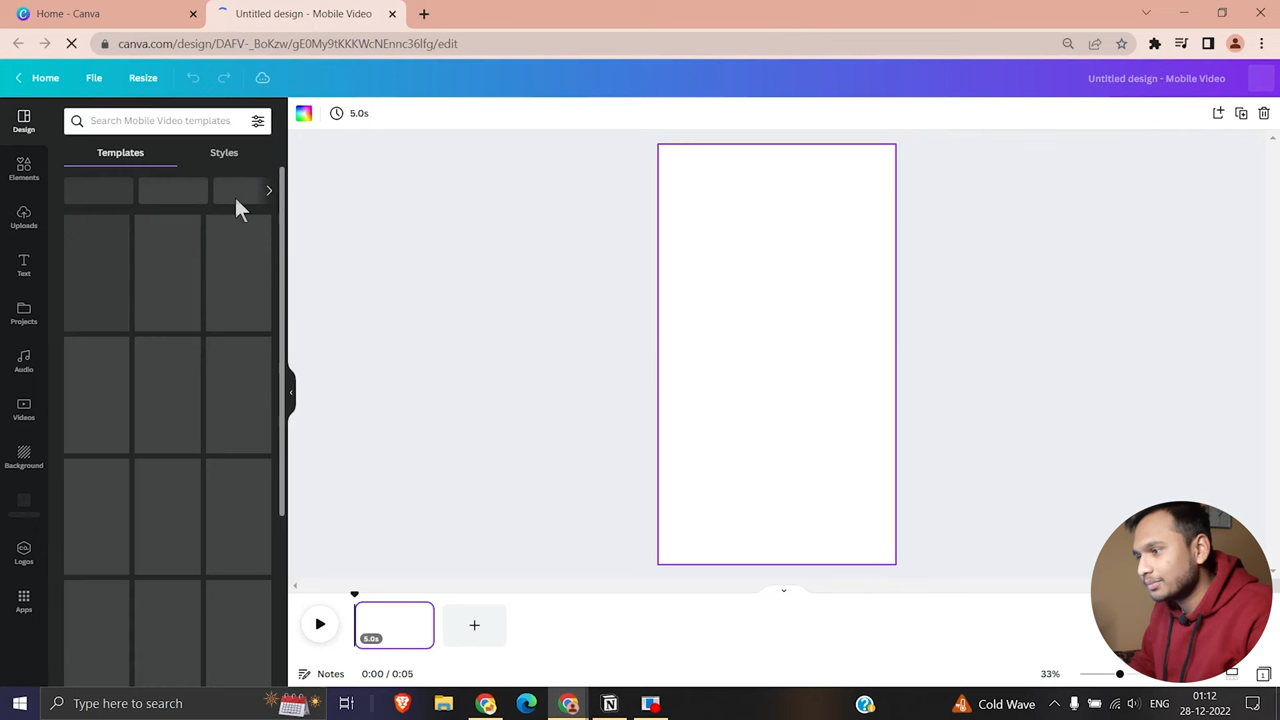 Home - Canva
Untitled design - Mobile Video
canva.com/design/DAFV-_BoKzw/gE0My9tKKKWcNEnnc36lfg/edit
Home
File
Resize
Untitled design - Mobile Video
Design
Elements
Uploads
Text
Projects
Audio
Videos
Background
Logos
Apps
Search Mobile Video templates
Templates
Styles
5.0s
5.0s
Notes
0:00 / 0:05
33%
1
Type here to search
Cold Wave
01:12
28-12-2022